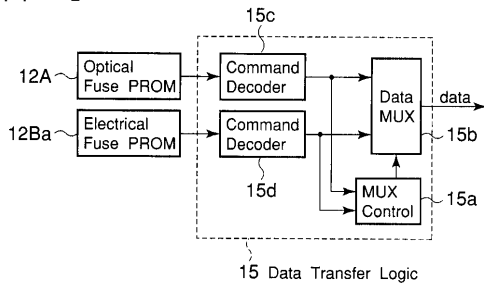 15c
12A
Optical
Fuse PROM
Command
Decoder
Data
MUX
data
15b
12Ba
Electrical
Fuse PROM
Command
Decoder
15d
MUX
Control
15a
15 Data Transfer Logic